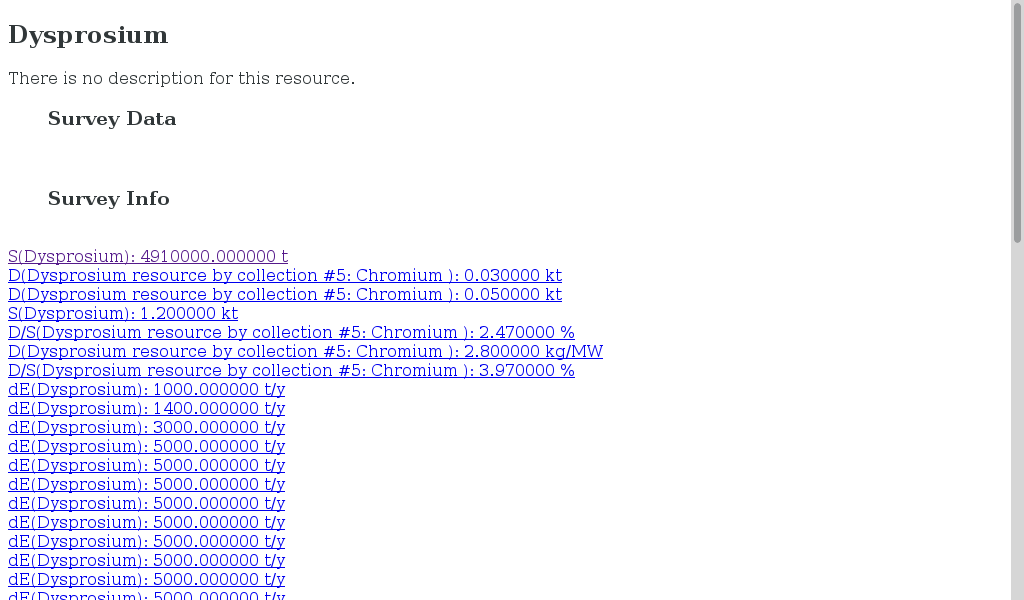 Dysprosium
There is no description for this resource.
Survey Data
Survey Info
S(Dysprosium): 4910000.000000 t
D(Dysprosium resource by collection #5: Chromium ): 0.030000 kt
D(Dysprosium resource by collection #5: Chromium ): 0.050000 kt
S(Dysprosium): 1.200000 kt
D/S(Dysprosium resource by collection #5: Chromium ): 2.470000 %
D(Dysprosium resource by collection #5: Chromium ): 2.800000 kg/MW
D/S(Dysprosium resource by collection #5: Chromium ): 3.970000 %
dE(Dysprosium): 1000.000000 t/y
dE(Dysprosium): 1400.000000 t/y
dE(Dysprosium): 3000.000000 t/y
dE(Dysprosium): 5000.000000 t/y
dE(Dysprosium): 5000.000000 t/y
dE(Dysprosium): 5000.000000 t/y
dE(Dysprosium): 5000.000000 t/y
dE(Dysprosium): 5000.000000 t/y
dE(Dysprosium): 5000.000000 t/y
dE(Dysprosium): 5000.000000 t/y
dE(Dysprosium): 5000.000000 t/y
dE(Dysprosium): 5000.000000 t/y